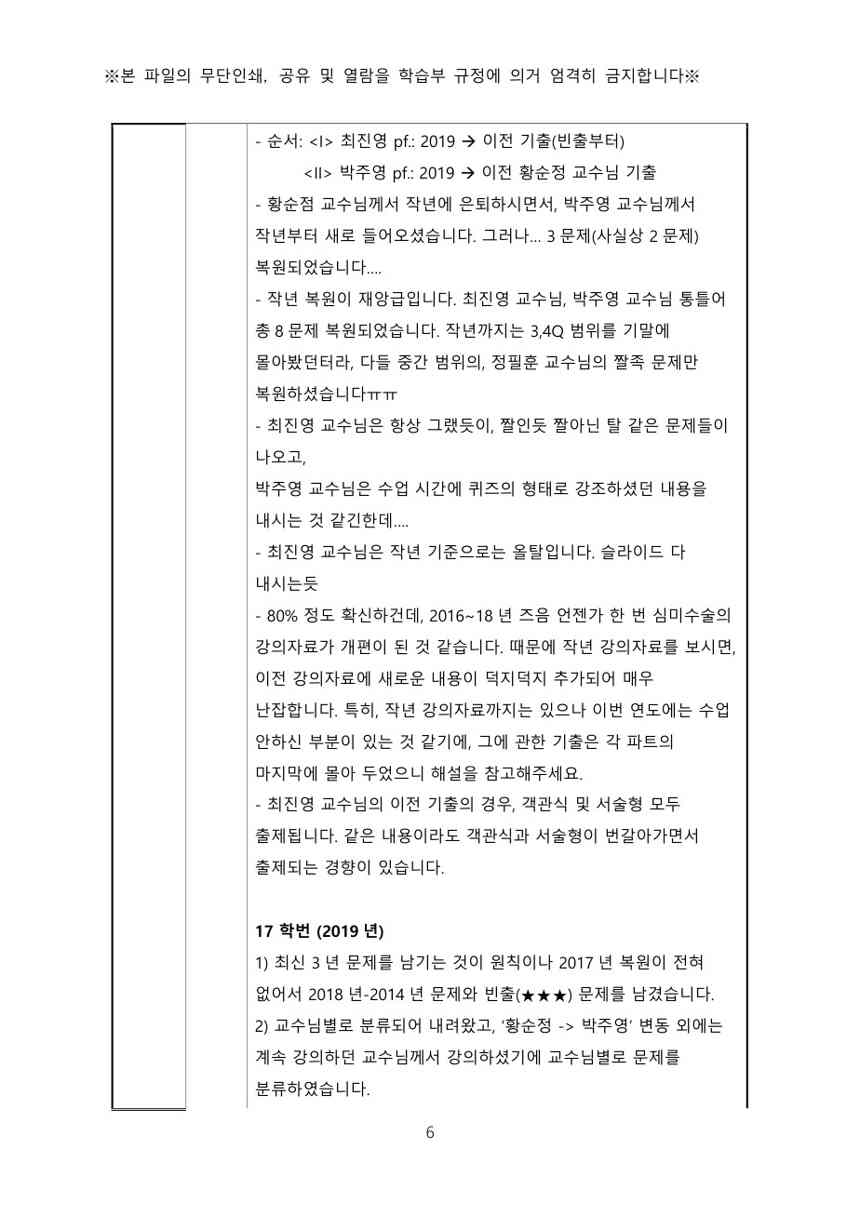 ※본 파일의 무단인쇄, 공유 및 열람을 학습부 규정에 의거 엄격히 금지합니다※
- 순서: <I> 최진영 pf.: 2019 → 이전 기출(빈출부터)
<II> 박주영 pf.: 2019 → 이전 황순정 교수님 기출
- 황순점 교수님께서 작년에 은퇴하시면서, 박주영 교수님께서
작년부터 새로 들어오셨습니다. 그러나... 3 문제(사실상 2 문제)
복원되었습니다....
- 작년 복원이 재앙급입니다. 최진영 교수님, 박주영 교수님 통틀어
총 8 문제 복원되었습니다. 작년까지는 3,4Q 범위를 기말에
몰아봤던터라, 다들 중간 범위의, 정필훈 교수님의 짤족 문제만
복원하셨습니다ㅠㅠ
- 최진영 교수님은 항상 그랬듯이, 짤인듯 짤아닌 탈 같은 문제들이
나오고,
박주영 교수님은 수업 시간에 퀴즈의 형태로 강조하셨던 내용을
내시는 것 같긴한데....
- 최진영 교수님은 작년 기준으로는 올탈입니다. 슬라이드 다
내시는듯
- 80% 정도 확신하건데, 2016~18 년 즈음 언젠가 한 번 심미수술의
강의자료가 개편이 된 것 같습니다. 때문에 작년 강의자료를 보시면,
이전 강의자료에 새로운 내용이 덕지덕지 추가되어 매우
난잡합니다. 특히, 작년 강의자료까지는 있으나 이번 연도에는 수업
안하신 부분이 있는 것 같기에, 그에 관한 기출은 각 파트의
마지막에 몰아 두었으니 해설을 참고해주세요.
- 최진영 교수님의 이전 기출의 경우, 객관식 및 서술형 모두
출제됩니다. 같은 내용이라도 객관식과 서술형이 번갈아가면서
출제되는 경향이 있습니다.
17 학번 (2019 년)
1) 최신 3 년 문제를 남기는 것이 원칙이나 2017 년 복원이 전혀
없어서 2018 년-2014 년 문제와 빈출(★★★) 문제를 남겼습니다.
2) 교수님별로 분류되어 내려왔고, ‘황순정 -> 박주영’ 변동 외에는
계속 강의하던 교수님께서 강의하셨기에 교수님별로 문제를
분류하였습니다.
6